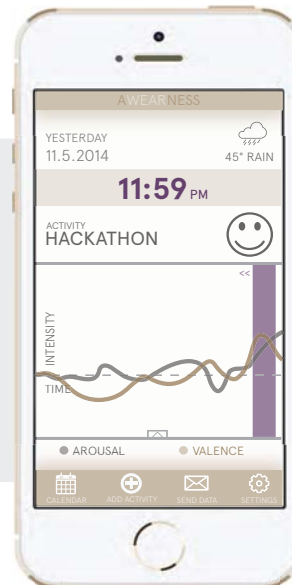 AWEARNESS
YESTERDAY
11.5.2014
45° RAIN
11:59 PM
ACTIVITY
HACKATHON
<<
INTENSITY
TIME
AROUSAL
VALENCE
CALENDAR
ADD ACTIVITY
SEND DATA
SETTINGS